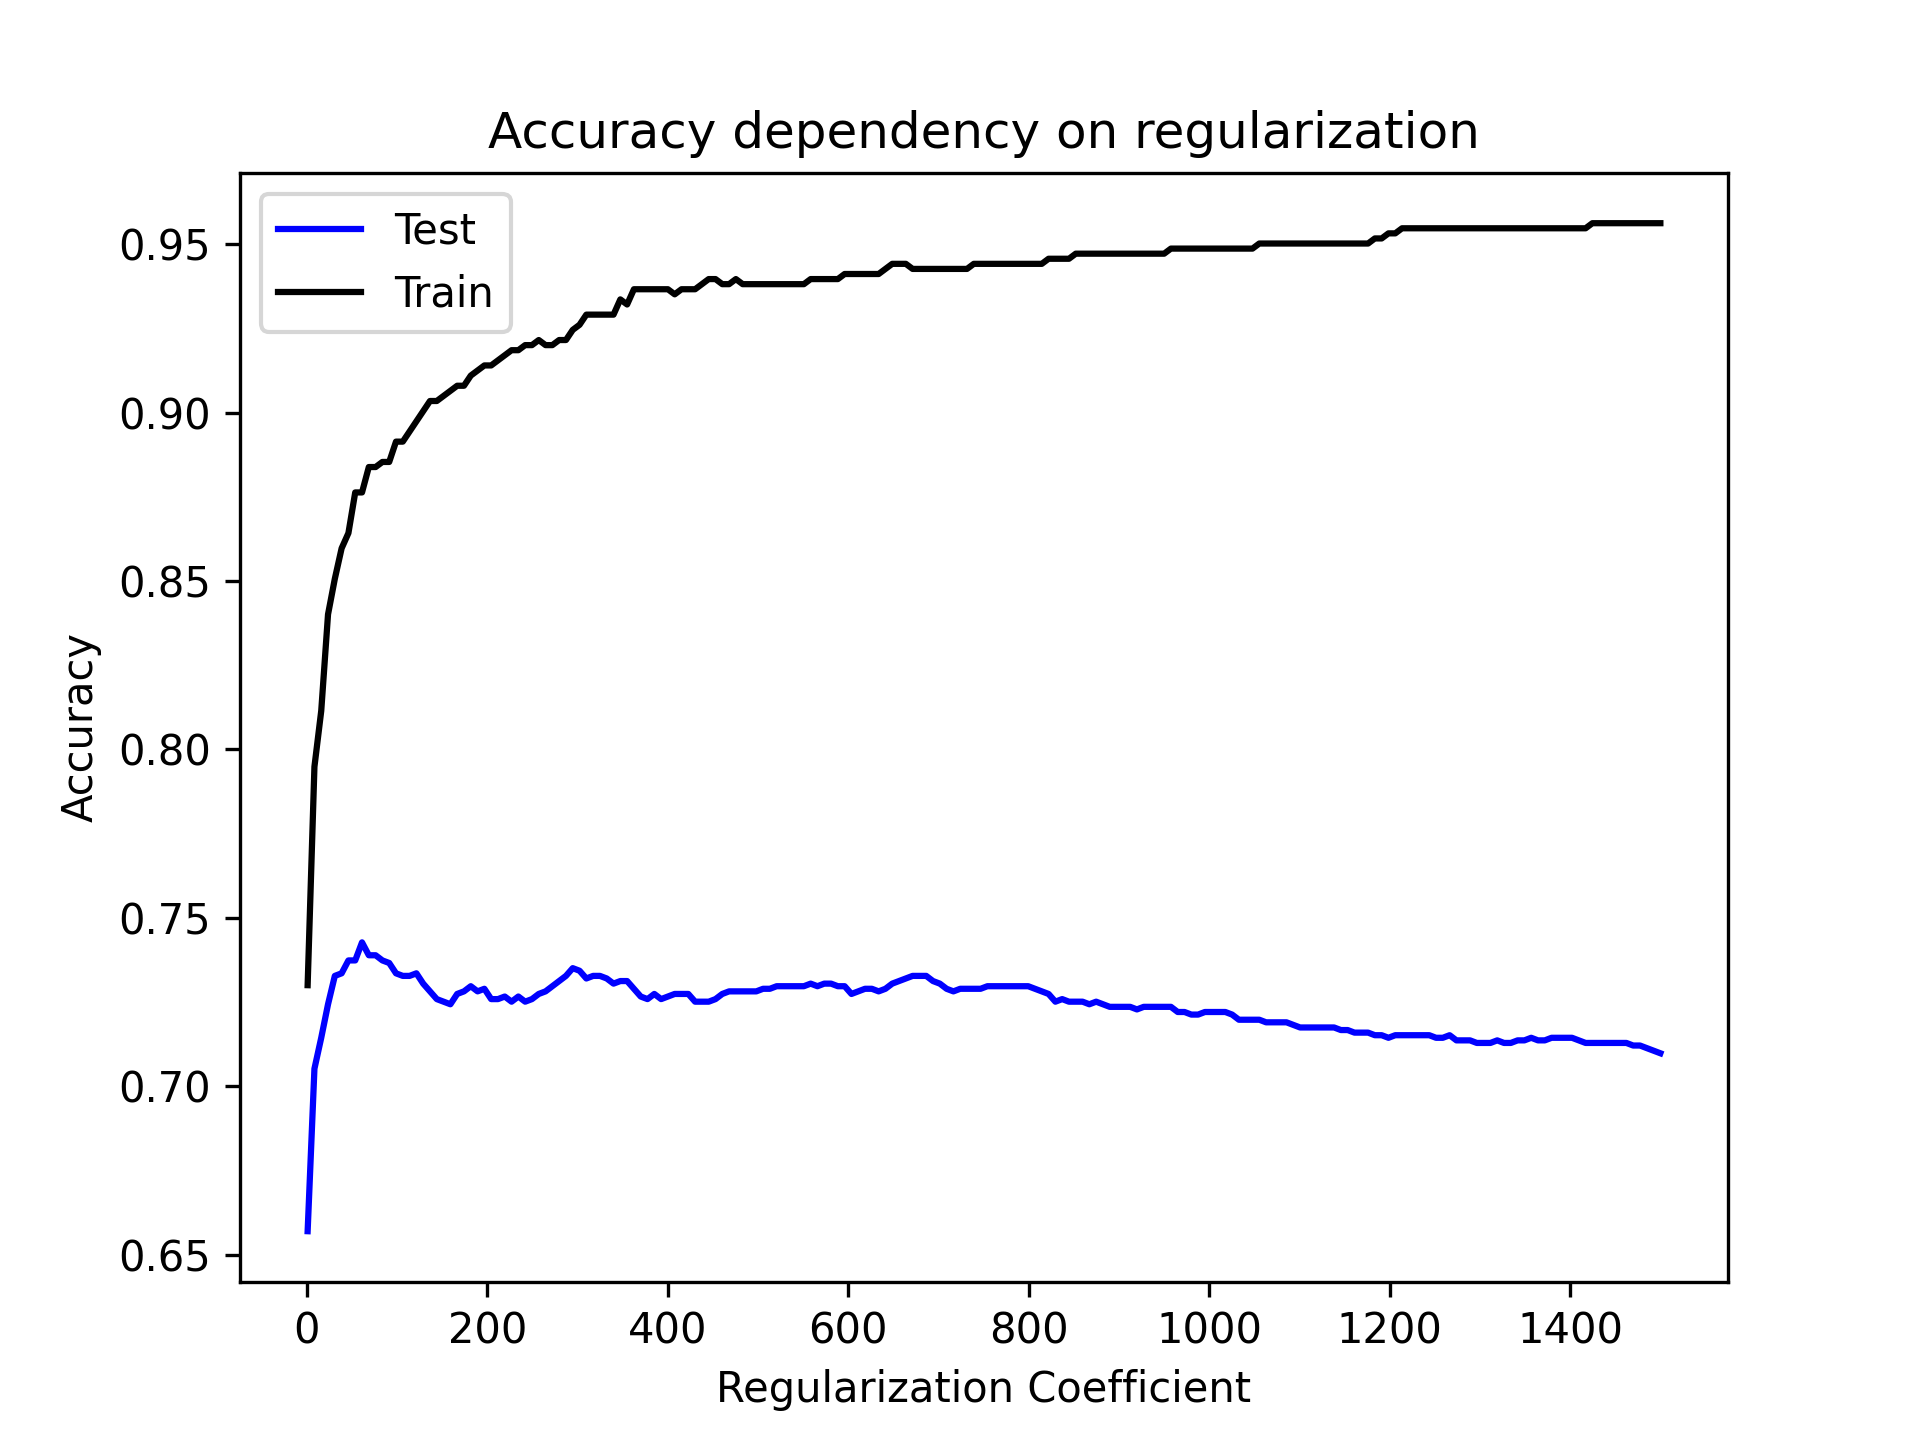 Accuracy dependency on regularization
Test
Train
0.95
0.90
0.85
0.80
0.75
0.70
0.65
Accuracy
0 200 400 600 800 1000 1200 1400
Regularization Coefficient